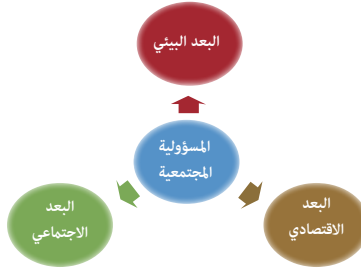 البعد البيئي
المسؤولية
المجتمعية
البعد
الاقتصادي
البعد
الاجتماعي